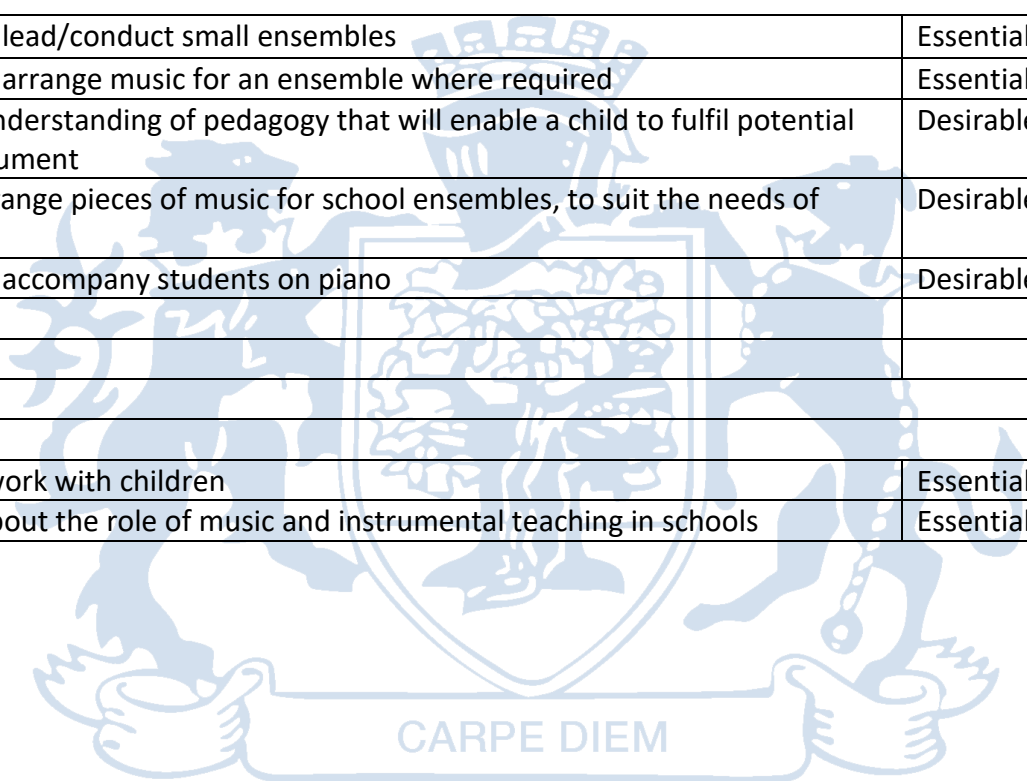 lead/conduct small ensembles Essential
arrange music for an ensemble where required Essential
nderstanding of pedagogy that will enable a child to fulfil potential Desirable
ument
ange pieces of music for school ensembles, to suit the needs of Desirable
accompany students on piano Desirable
work with children Essential
bout the role of music and instrumental teaching in schools Essential
CARPE DIEM